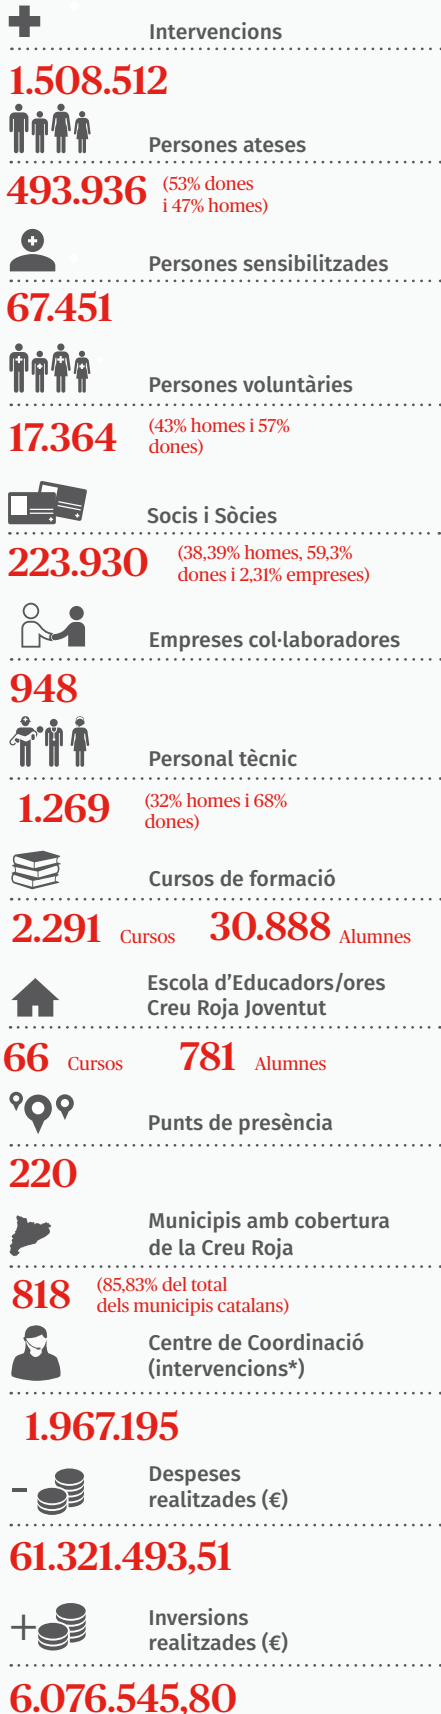 Intervencions
1.508.512
Persones ateses
493.936 (53% dones
i 47% homes)
Persones sensibilitzades
67.451
Persones voluntàries
17.364 (43% homes i 57%
dones)
Socis i Sòcies
223.930 (38,39% homes, 59,3%
dones i 2,31% empreses)
Empreses col·laboradores
948
Personal tècnic
1.269 (32% homes i 68%
dones)
Cursos de formació
2.291 Cursos 30.888 Alumnes
Escola d’Educadors/ores
Creu Roja Joventut
66 Cursos 781 Alumnes
Punts de presència
220
Municipis amb cobertura
de la Creu Roja
818 (85,83% del total
dels municipis catalans)
Centre de Coordinació
(intervencions*)
1.967.195
Despeses
realitzades (€)
61.321.493,51
Inversions
realitzades (€)
6.076.545,80